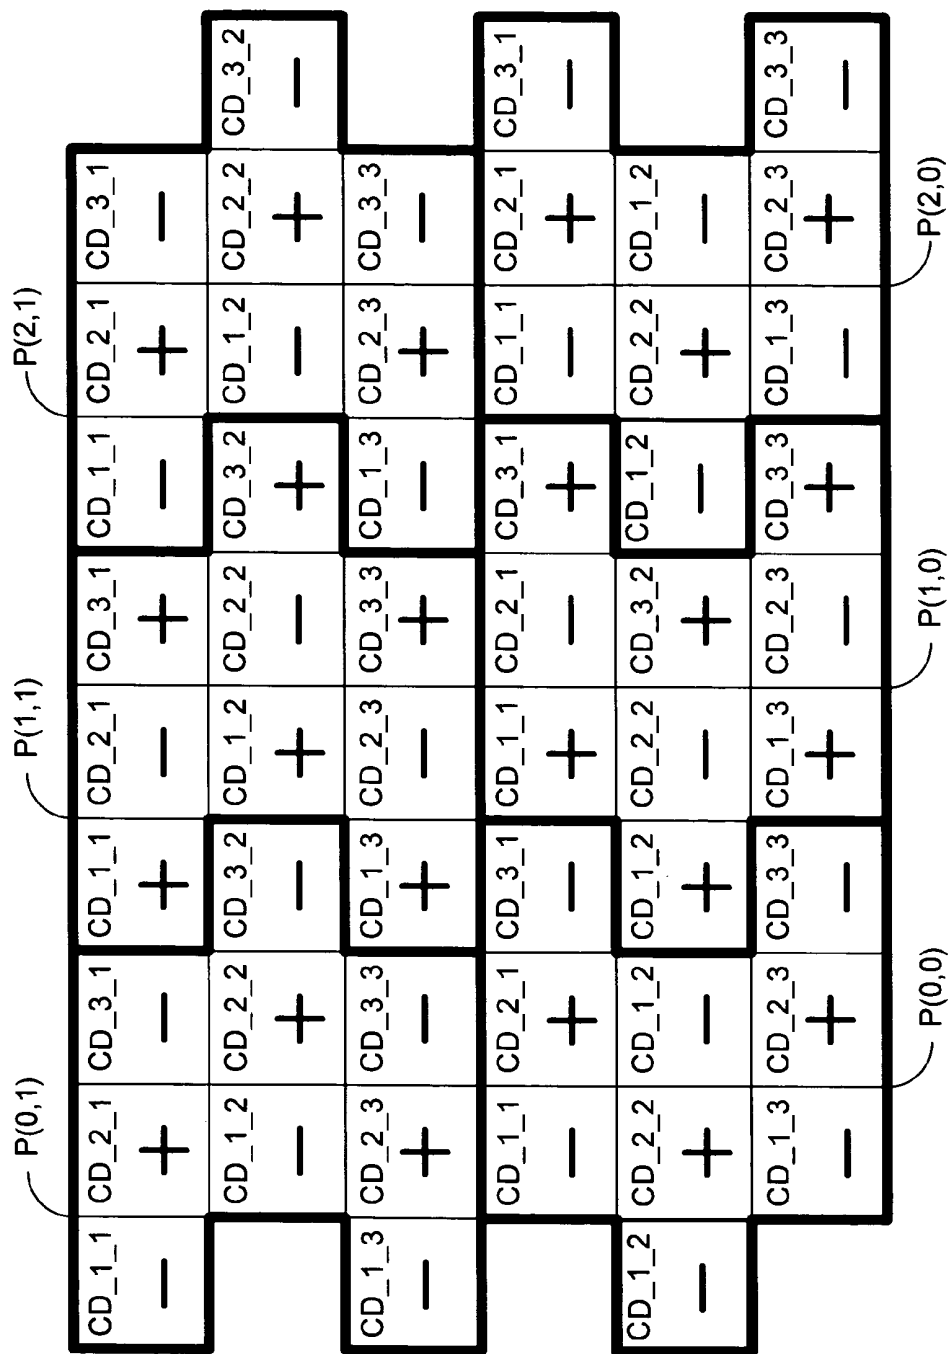 P(0,1) P(1,1) P(2,1)
CD_1_1 CD_2_1 CD_3_1 CD_1_1 CD_2_1 CD_3_1 CD_1_1 CD_2_1 CD_3_1
− + − + − + − + −
CD_1_2 CD_2_2 CD_3_2 CD_1_2 CD_2_2 CD_3_2 CD_1_2 CD_2_2 CD_3_2
− + − + − + − + −
CD_1_3 CD_2_3 CD_3_3 CD_1_3 CD_2_3 CD_3_3 CD_1_3 CD_2_3 CD_3_3
− + − + − + − + −
CD_1_1 CD_2_1 CD_3_1 CD_1_1 CD_2_1 CD_3_1 CD_1_1 CD_2_1 CD_3_1
− + − + − + − + −
CD_1_2 CD_2_2 CD_1_2 CD_1_2 CD_2_2 CD_3_2 CD_1_2 CD_2_2 CD_1_2
− + − + − + − + −
CD_1_3 CD_2_3 CD_3_3 CD_1_3 CD_2_3 CD_3_3 CD_1_3 CD_2_3 CD_3_3
− + − + − + − + −
P(0,0) P(1,0) P(2,0)